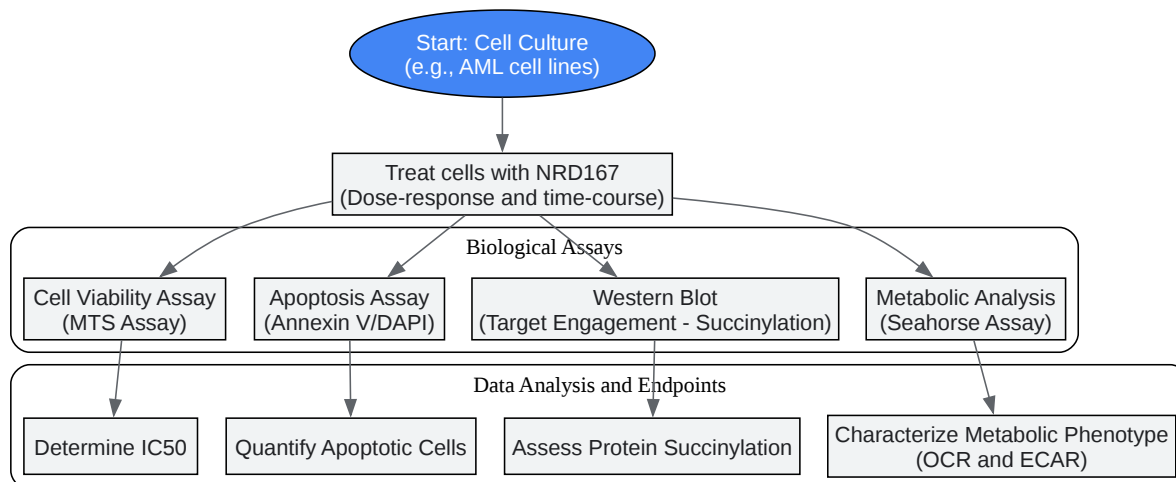 Start: Cell Culture
(e.g., AML cell lines)
Treat cells with NRD167
(Dose-response and time-course)
Biological Assays
Cell Viability Assay
(MTS Assay)
Apoptosis Assay
(Annexin V/DAPI)
Western Blot
(Target Engagement - Succinylation)
Metabolic Analysis
(Seahorse Assay)
Data Analysis and Endpoints
Determine IC50
Quantify Apoptotic Cells
Assess Protein Succinylation
Characterize Metabolic Phenotype
(OCR and ECAR)